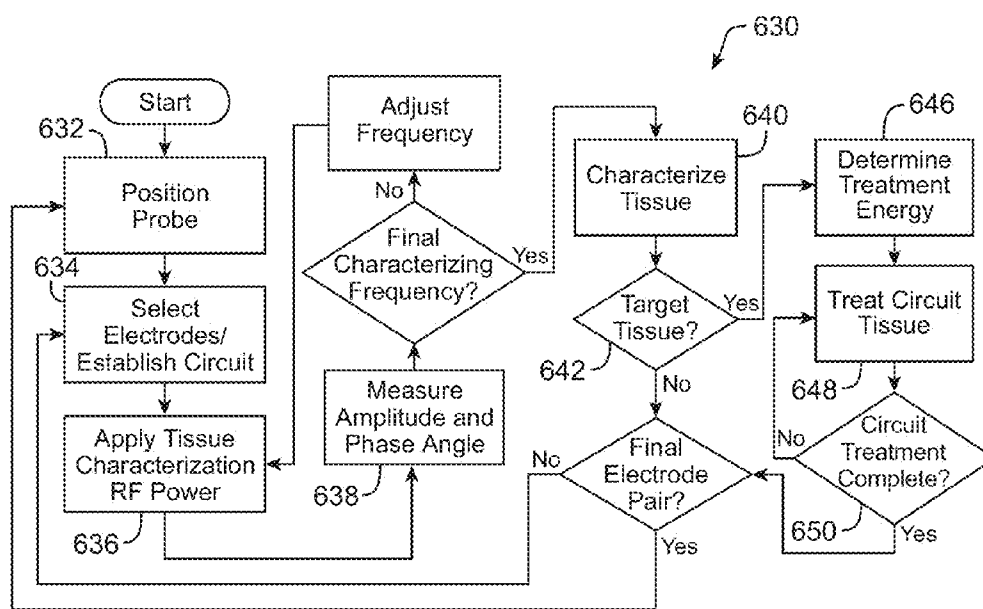 630
Start
632
Position
Probe
634
Select
Electrodes/
Establish Circuit
Apply Tissue
Characterization
RF Power
636
Adjust
Frequency
No
Final
Characterizing
Frequency?
Yes
Measure
Amplitude and
Phase Angle
638
640
Characterize
Tissue
Target
Tissue?
Yes
642
No
Final
Electrode
Pair?
No
Yes
646
Determine
Treatment
Energy
Treat Circuit
Tissue
648
Circuit
Treatment
Complete?
No
650
Yes